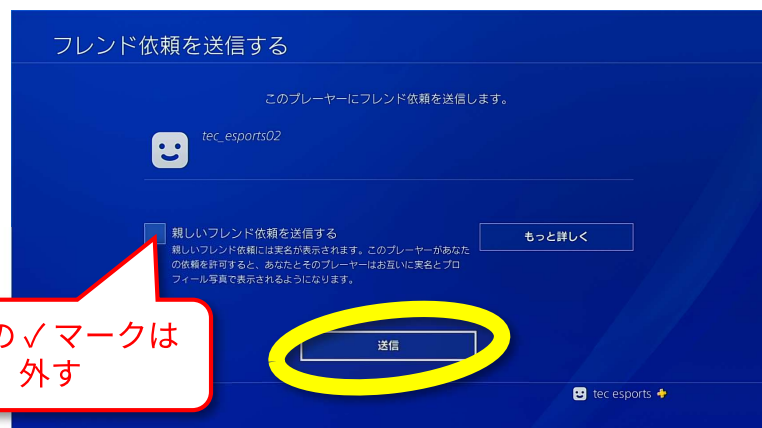 フレンド依頼を送信する
このプレーヤーにフレンド依頼を送信します。
tec_esports02
親しいフレンド依頼を送信する
親しいフレンド依頼には実名が表示されます。このプレーヤーがあなた
の依頼を許可すると、あなたとそのプレーヤーはお互いに実名とプロ
フィール写真で表示されるようになります。
もっと詳しく
の✓マークは
外す
送信
tec esports